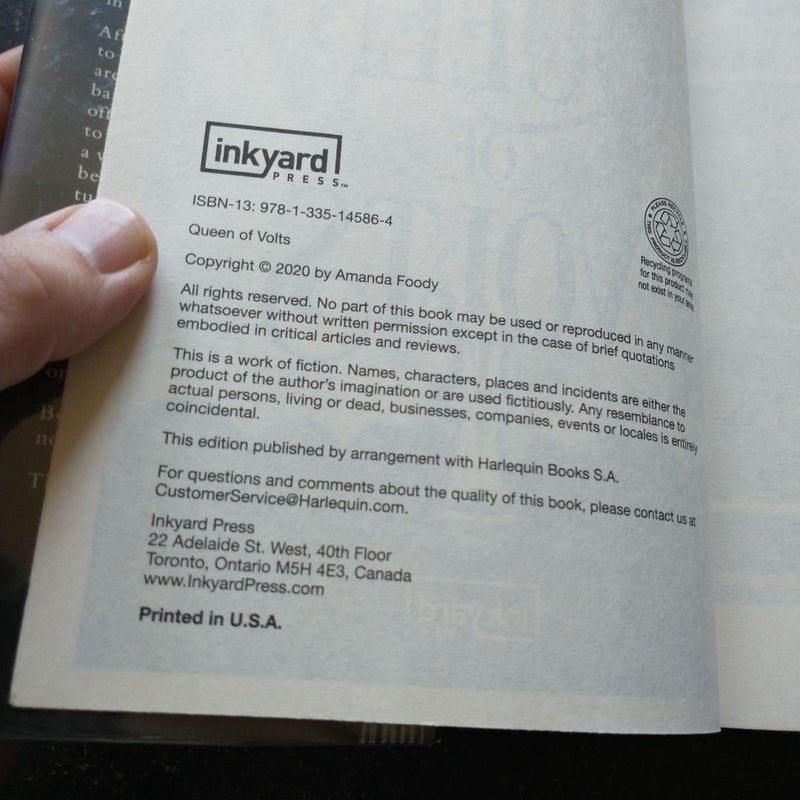 inkyard
PRESS™
ISBN-13: 978-1-335-14586-4
Queen of Volts
Copyright © 2020 by Amanda Foody
All rights reserved. No part of this book may be used or reproduced in any manner
whatsoever without written permission except in the case of brief quotations
embodied in critical articles and reviews.
This is a work of fiction. Names, characters, places and incidents are either the
product of the author's imagination or are used fictitiously. Any resemblance to
actual persons, living or dead, businesses, companies, events or locales is entirely
coincidental.
This edition published by arrangement with Harlequin Books S.A.
For questions and comments about the quality of this book, please contact us at
CustomerService@Harlequin.com.
Inkyard Press
22 Adelaide St. West, 40th Floor
Toronto, Ontario M5H 4E3, Canada
www.InkyardPress.com
Printed in U.S.A.
PLEASE RECYCLE
THIS PRODUCT IS
Recycling programs
for this product may
not exist in your area.